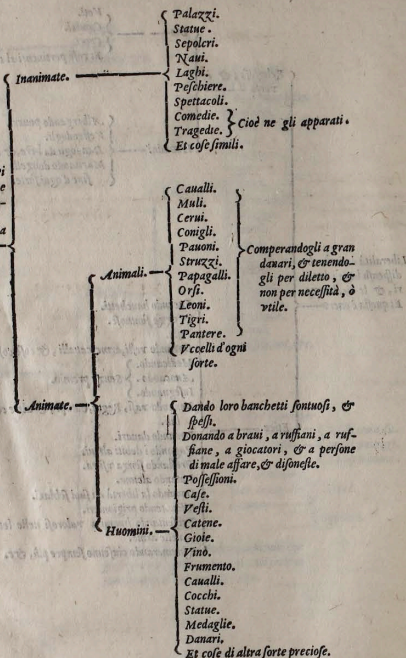 Inanimate.
Palazzi.
Statue.
Sepolcri.
Naui.
Laghi.
Peſchiere.
Spettacoli.
Comedie.
Tragedie.
Cioè ne gli apparati.
Et coſe ſimili.
Animate.
Animali.
Caualli.
Muli.
Cerui.
Conigli.
Pauoni.
Struzzi.
Papagalli.
Orſi.
Leoni.
Tigri.
Pantere.
Vccelli d'ogni
ſorte.
Comperandogli a gran
danari, & tenendo-
gli per diletto, &
non per neceſſità, ò
vtile.
Huomini.
Dando loro banchetti ſontuoſi, &
ſpeſſi.
Donando a braui, a ruffiani, a ruf-
fiane, a giocatori, & a perſone
di male affare, & diſoneſte.
Poſſeſſioni.
Caſe.
Veſti.
Catene.
Gioie.
Vino.
Frumento.
Caualli.
Cocchi.
Statue.
Medaglie.
Danari.
Et coſe di altra ſorte precioſe.